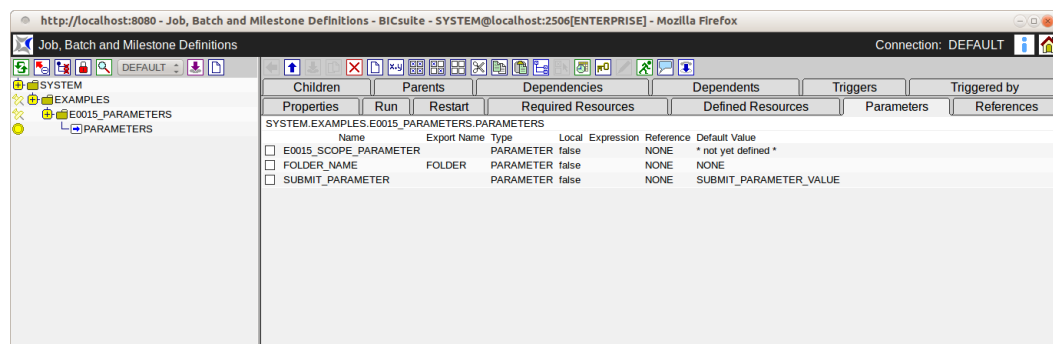 http://localhost:8080 - Job, Batch and Milestone Definitions - BICsuite - SYSTEM@localhost:2506[ENTERPRISE] - Mozilla Firefox
Job, Batch and Milestone Definitions Connection: DEFAULT
DEFAULT
SYSTEM
EXAMPLES
E0015_PARAMETERS
PARAMETERS
Children Parents Dependencies Dependents Triggers Triggered by
Properties Run Restart Required Resources Defined Resources Parameters References
SYSTEM.EXAMPLES.E0015_PARAMETERS.PARAMETERS
Name Export Name Type Local Expression Reference Default Value
E0015_SCOPE_PARAMETER PARAMETER false NONE * not yet defined *
FOLDER_NAME FOLDER PARAMETER false NONE NONE
SUBMIT_PARAMETER PARAMETER false NONE SUBMIT_PARAMETER_VALUE